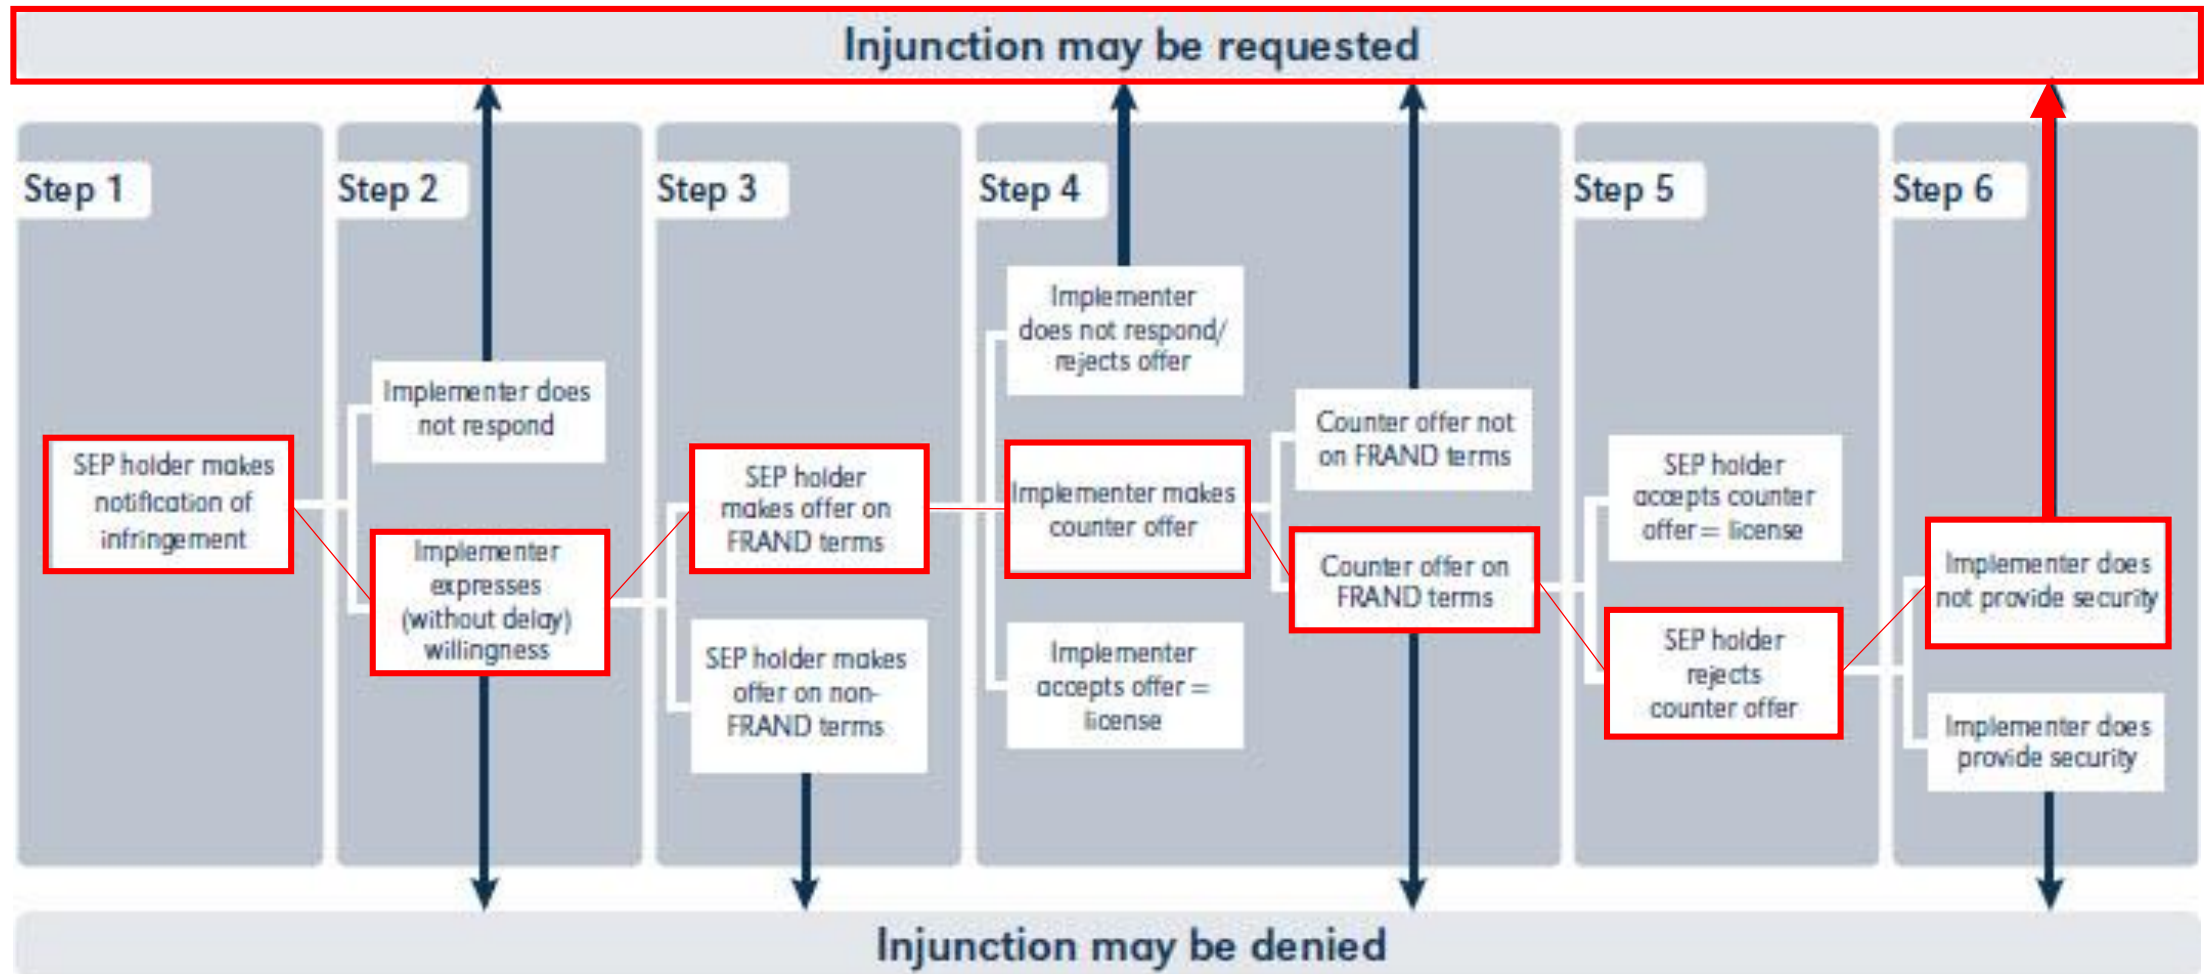 Injunction may be requested
Step 1
SEP holder makes
notification of
infringement
Step 2
Implementer does
not respond
Implementer
expresses
(without delay)
willingness
Step 3
SEP holder
makes offer on
FRAND terms
SEP holder makes
offer on non-
FRAND terms
Step 4
Implementer
does not respond/
rejects offer
Implementer makes
counter offer
Implementer
accepts offer =
license
Counter offer not
on FRAND terms
Counter offer on
FRAND terms
Step 5
SEP holder
accepts counter
offer = license
SEP holder
rejects
counter offer
Step 6
Implementer does
not provide security
Implementer does
provide security
Injunction may be denied